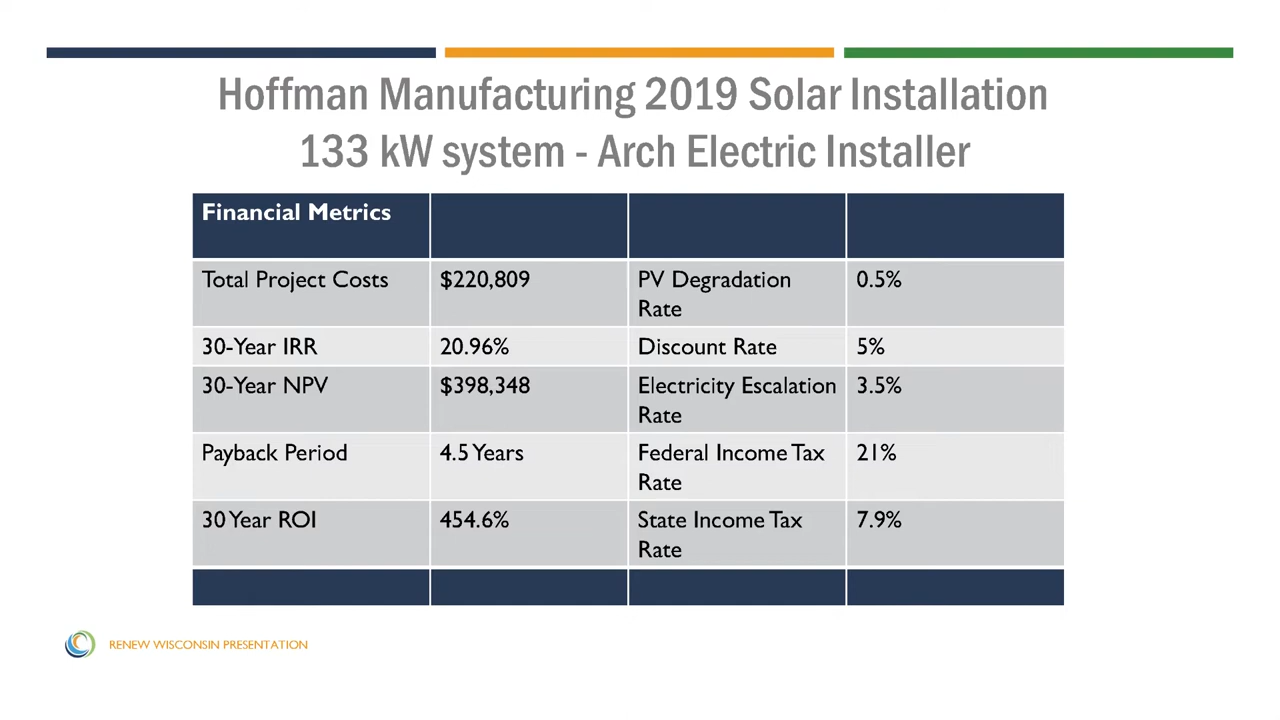 Hoffman Manufacturing 2019 Solar Installation
133 kW system - Arch Electric Installer
Financial Metrics
Total Project Costs $220,809 PV Degradation Rate 0.5%
30-Year IRR 20.96% Discount Rate 5%
30-Year NPV $398,348 Electricity Escalation Rate 3.5%
Payback Period 4.5 Years Federal Income Tax Rate 21%
30 Year ROI 454.6% State Income Tax Rate 7.9%
RENEW WISCONSIN PRESENTATION